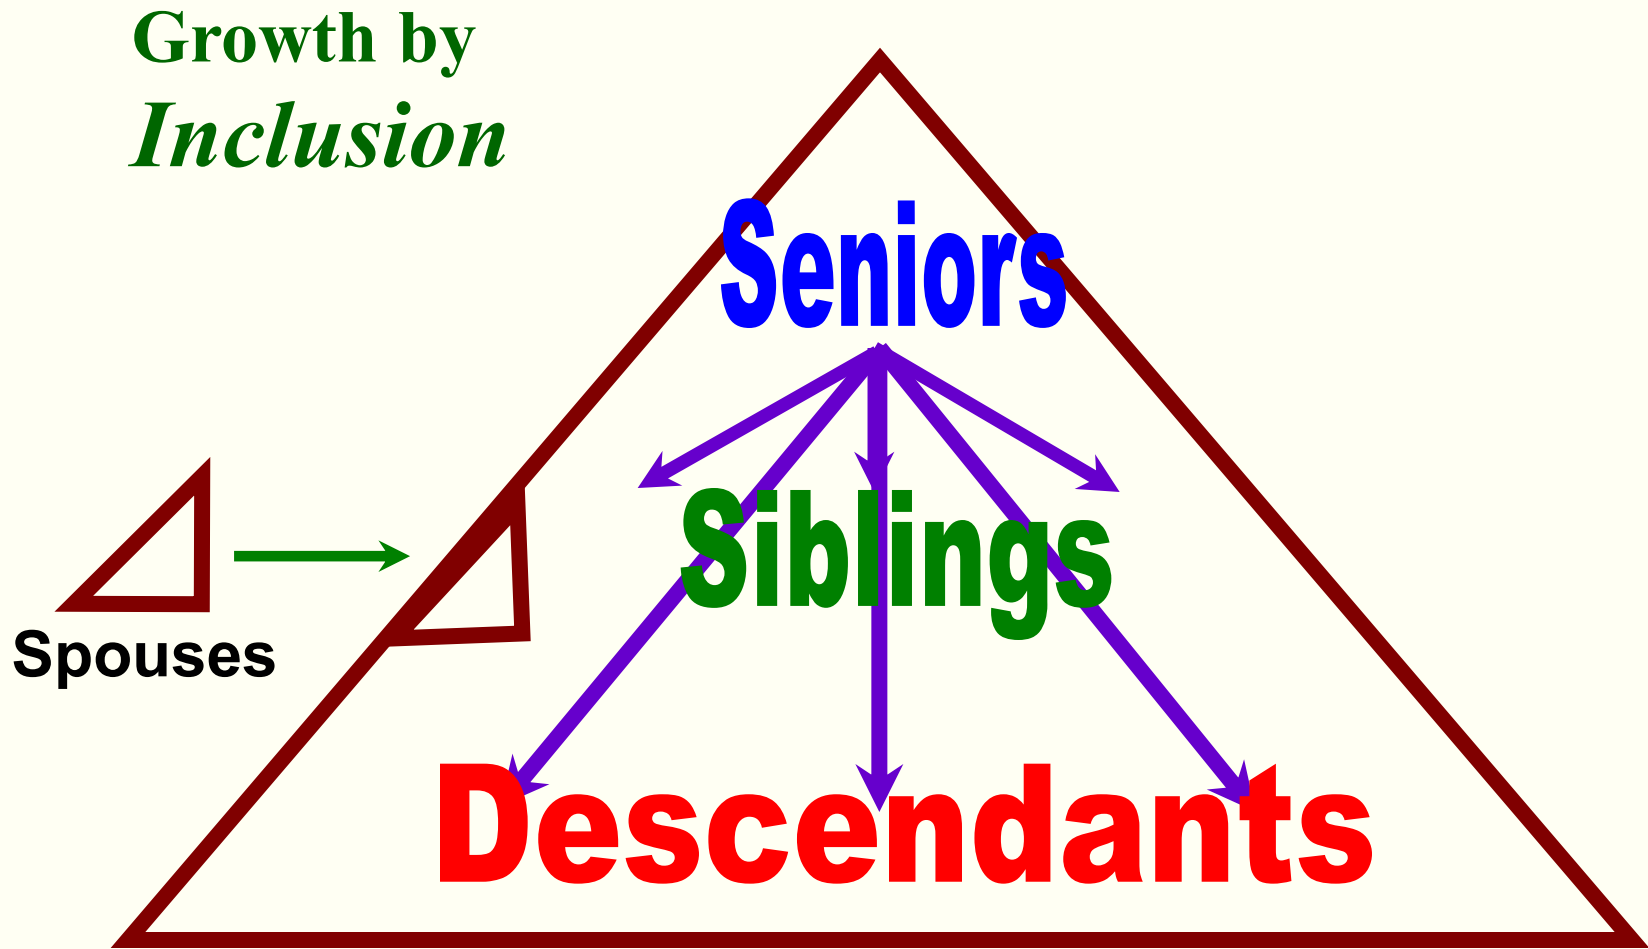 Growth by
Inclusion
Seniors
Siblings
Spouses
Descendants